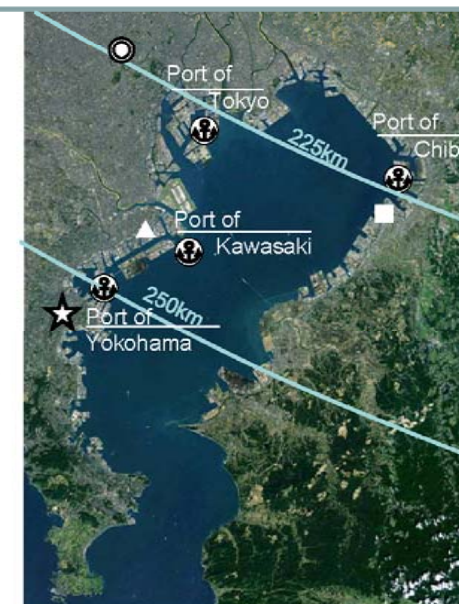 Port of
Tokyo
225km
Port of
Chib
Port of
Kawasaki
250km
Port of
Yokohama